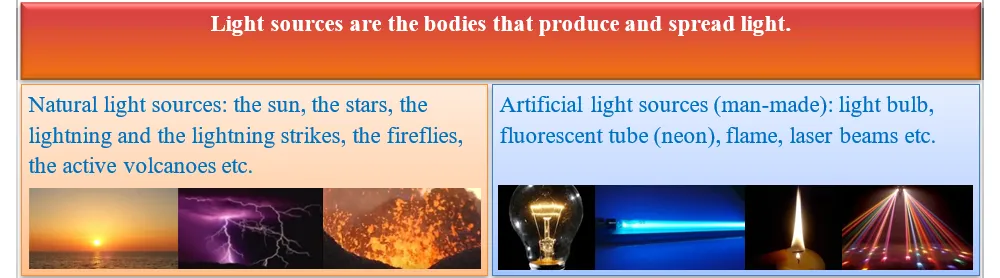 Light sources are the bodies that produce and spread light.
Natural light sources: the sun, the stars, the
lightning and the lightning strikes, the fireflies,
the active volcanoes etc.
Artificial light sources (man-made): light bulb,
fluorescent tube (neon), flame, laser beams etc.